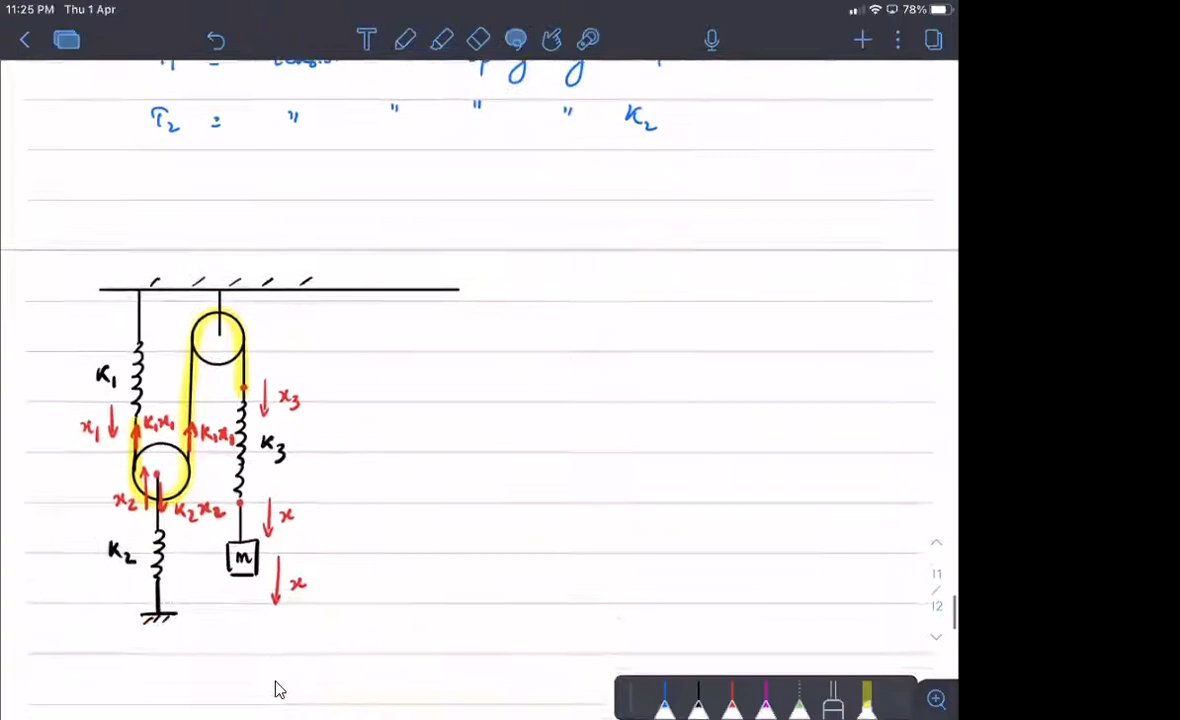 11:25 PM Thu 1 Apr
78%
T
T₂ = " " " " K₂
K₁
x₃
x₁
K₁x₁
K₁x₁
K₃
x₂
K₂x₂
x
K₂
m
x
11
/
12